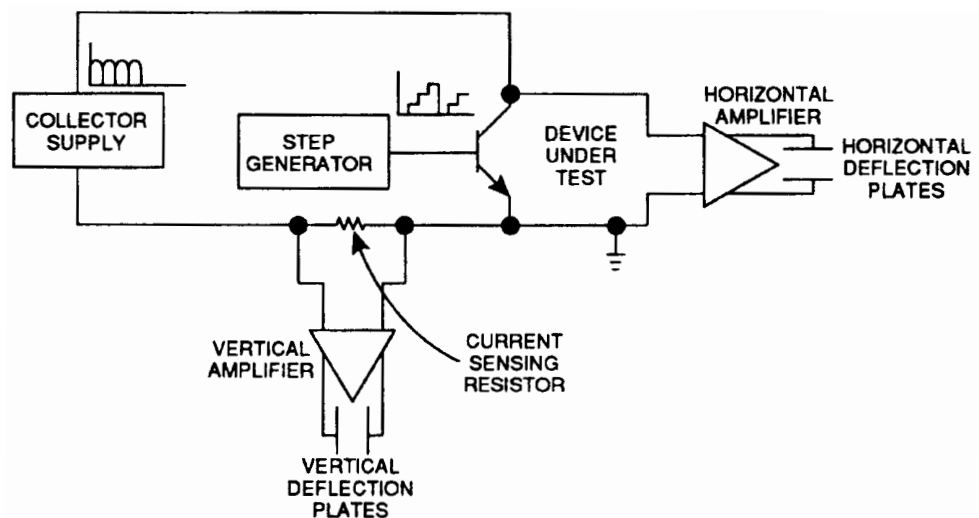 COLLECTOR
SUPPLY
STEP
GENERATOR
DEVICE
UNDER
TEST
HORIZONTAL
AMPLIFIER
HORIZONTAL
DEFLECTION
PLATES
VERTICAL
AMPLIFIER
CURRENT
SENSING
RESISTOR
VERTICAL
DEFLECTION
PLATES